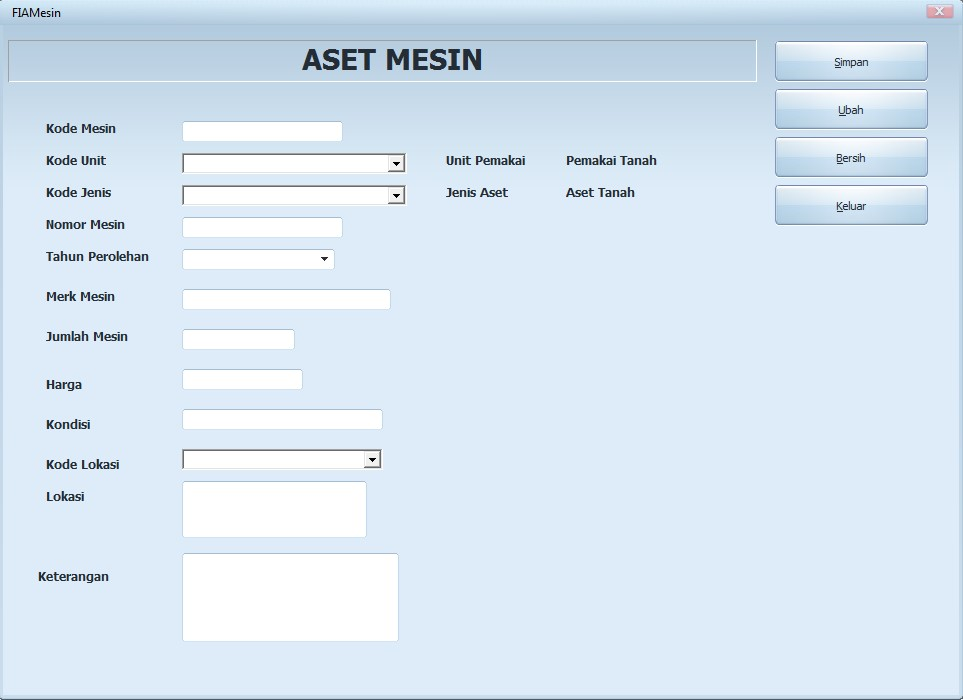 FIAMesin
ASET MESIN
Simpan
Ubah
Bersih
Keluar
Kode Mesin
Kode Unit
Unit Pemakai
Pemakai Tanah
Kode Jenis
Jenis Aset
Aset Tanah
Nomor Mesin
Tahun Perolehan
Merk Mesin
Jumlah Mesin
Harga
Kondisi
Kode Lokasi
Lokasi
Keterangan